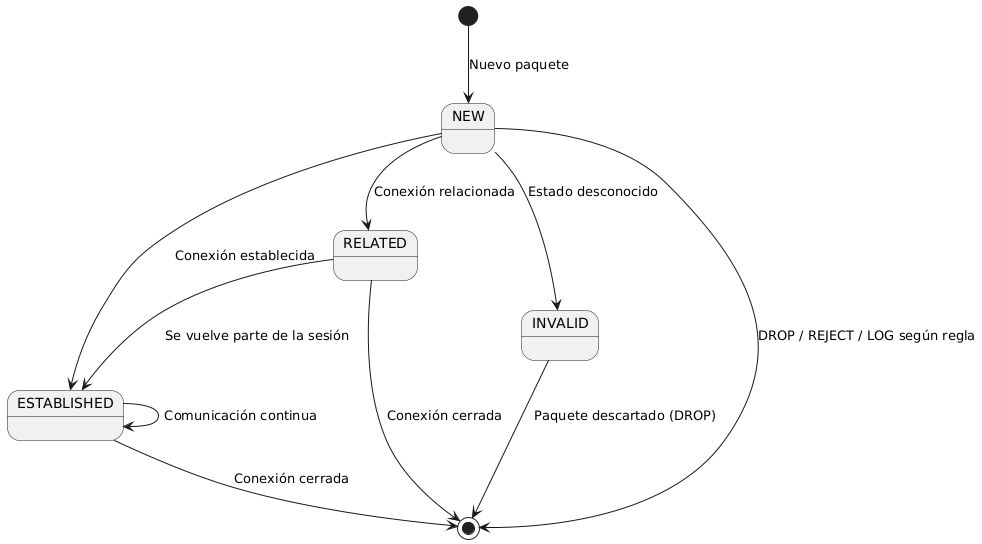 Nuevo paquete
NEW
Conexión relacionada
Estado desconocido
RELATED
Conexión establecida
INVALID
Se vuelve parte de la sesión
DROP / REJECT / LOG según regla
ESTABLISHED
Comunicación continua
Conexión cerrada
Paquete descartado (DROP)
Conexión cerrada